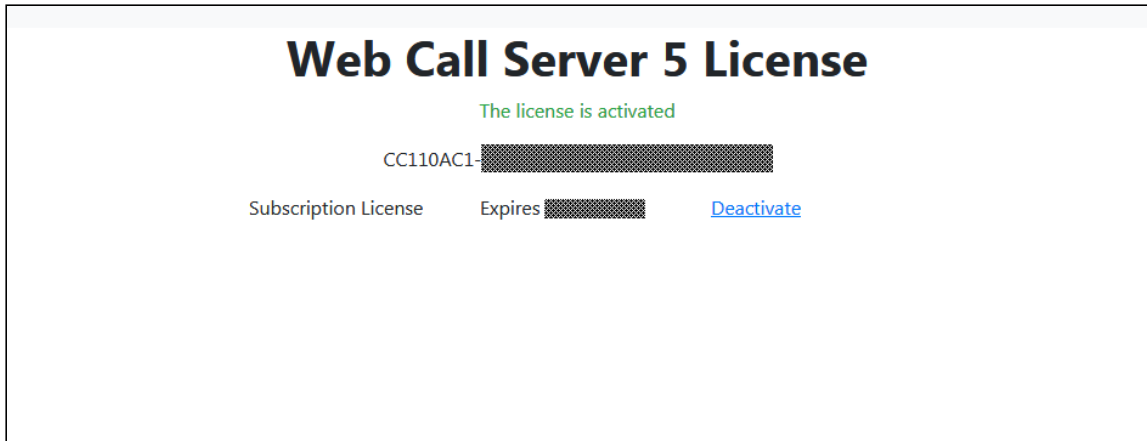 Web Call Server 5 License
The license is activated
CC110AC1-
Subscription License Expires Deactivate